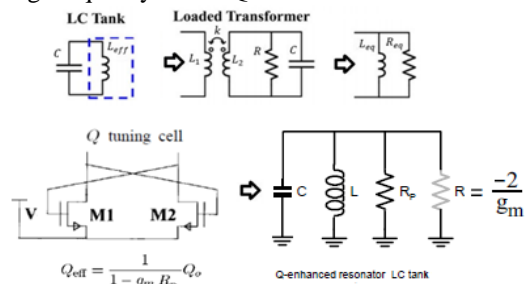 LC Tank
Loaded Transformer
C
L_eff
k
L_1
L_2
R
C
L_eq
R_eq
Q tuning cell
V
M1
M2
C
L
R_P
R = -2 / g_m
Q_eff = 1 / (1 - g_m R_p) Q_o
Q-enhanced resonator LC tank